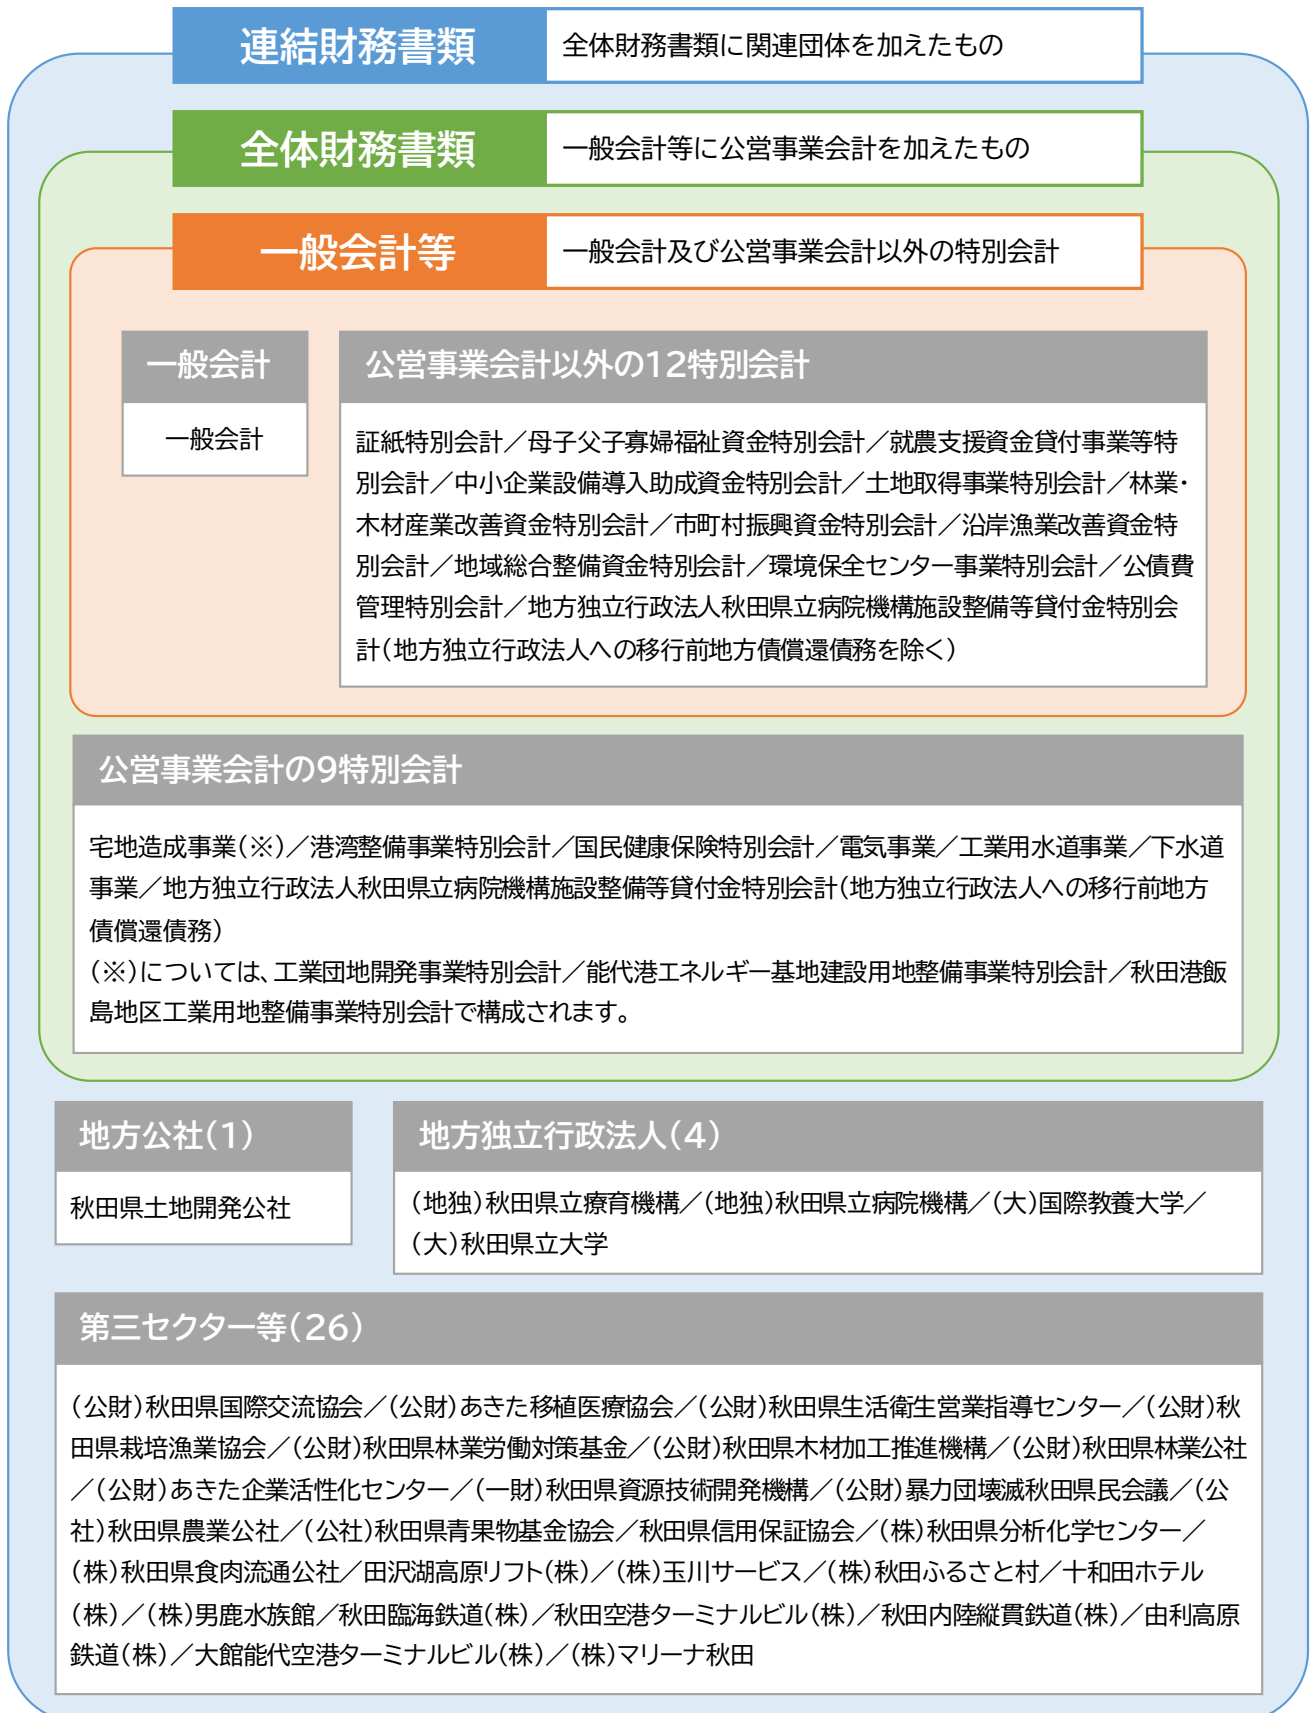 連結財務書類
全体財務書類に関連団体を加えたもの
全体財務書類
一般会計等に公営事業会計を加えたもの
一般会計等
一般会計及び公営事業会計以外の特別会計
一般会計
一般会計
公営事業会計以外の12特別会計
証紙特別会計／母子父子寡婦福祉資金特別会計／就農支援資金貸付事業等特
別会計／中小企業設備導入助成資金特別会計／土地取得事業特別会計／林業・
木材産業改善資金特別会計／市町村振興資金特別会計／沿岸漁業改善資金特
別会計／地域総合整備資金特別会計／環境保全センター事業特別会計／公債費
管理特別会計／地方独立行政法人秋田県立病院機構施設整備等貸付金特別会
計（地方独立行政法人への移行前地方債償還債務を除く）
公営事業会計の9特別会計
宅地造成事業（※）／港湾整備事業特別会計／国民健康保険特別会計／電気事業／工業用水道事業／下水道
事業／地方独立行政法人秋田県立病院機構施設整備等貸付金特別会計（地方独立行政法人への移行前地方
債償還債務）
（※）については、工業団地開発事業特別会計／能代港エネルギー基地建設用地整備事業特別会計／秋田港飯
島地区工業用地整備事業特別会計で構成されます。
地方公社（1）
秋田県土地開発公社
地方独立行政法人（4）
（地独）秋田県立療育機構／（地独）秋田県立病院機構／（大）国際教養大学／
（大）秋田県立大学
第三セクター等（26）
（公財）秋田県国際交流協会／（公財）あきた移植医療協会／（公財）秋田県生活衛生営業指導センター／（公財）秋
田県栽培漁業協会／（公財）秋田県林業労働対策基金／（公財）秋田県木材加工推進機構／（公財）秋田県林業公社
／（公財）あきた企業活性化センター／（一財）秋田県資源技術開発機構／（公財）暴力団壊滅秋田県民会議／（公
社）秋田県農業公社／（公社）秋田県青果物基金協会／秋田県信用保証協会／（株）秋田県分析化学センター／
（株）秋田県食肉流通公社／田沢湖高原リフト（株）／（株）玉川サービス／（株）秋田ふるさと村／十和田ホテル
（株）／（株）男鹿水族館／秋田臨海鉄道（株）／秋田空港ターミナルビル（株）／秋田内陸縦貫鉄道（株）／由利高原
鉄道（株）／大館能代空港ターミナルビル（株）／（株）マリーナ秋田